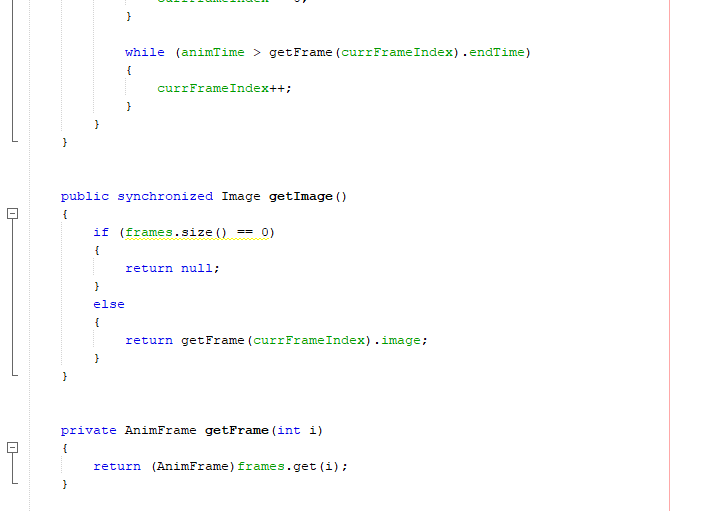 }
while (animTime > getFrame(currFrameIndex).endTime)
{
currFrameIndex++;
}
}
}
public synchronized Image getImage()
{
if (frames.size() == 0)
{
return null;
}
else
{
return getFrame(currFrameIndex).image;
}
}
private AnimFrame getFrame(int i)
{
return (AnimFrame)frames.get(i);
}